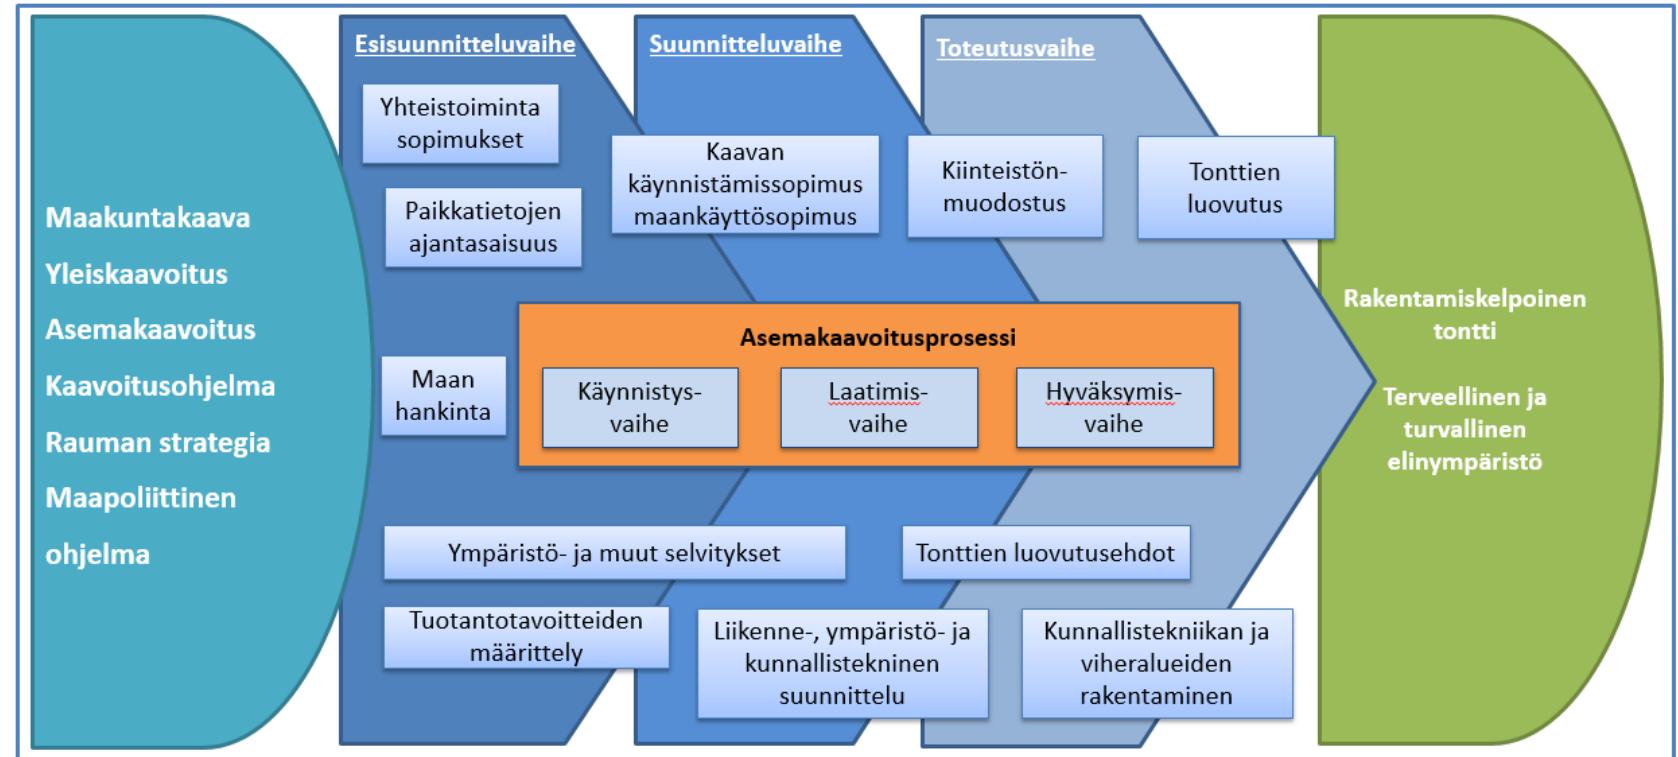 Maakuntakaava
Yleiskaavoitus
Asemakaavoitus
Kaavoitusohjelma
Rauman strategia
Maapoliittinen
ohjelma
Esisuunnitteluvaihe
Yhteistoiminta
sopimukset
Paikkatietojen
ajantasaisuus
Maan
hankinta
Suunnitteluvaihe
Kaavan
käynnistämissopimus
maankäyttösopimus
Toteutusvaihe
Kiinteistön-
muodostus
Tonttien
luovutus
Asemakaavoitusprosessi
Käynnistys-
vaihe
Laatimis-
vaihe
Hyväksymis-
vaihe
Ympäristö- ja muut selvitykset
Tonttien luovutusehdot
Tuotantotavoitteiden
määrittely
Liikenne-, ympäristö- ja
kunnallistekninen
suunnittelu
Kunnallistekniikan ja
viheralueiden
rakentaminen
Rakentamiskelpoinen
tontti
Terveellinen ja
turvallinen
elinympäristö